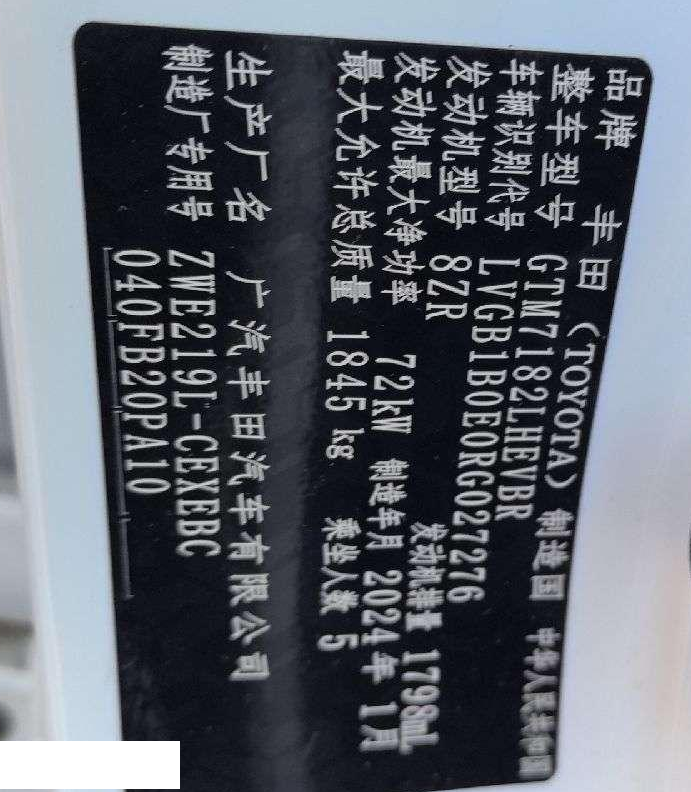 品牌 丰田（TOYOTA） 制造国 中华人民共和国
整车型号 GTM7182LHEVBR
车辆识别代号 LVGB1B0E0RG027276
发动机型号 8ZR 发动机排量 1798mL
发动机最大净功率 72kW 制造年月 2024年 1月
最大允许总质量 1845 kg 乘坐人数 5
生产厂名 广汽丰田汽车有限公司
制造厂专用号 ZWE219L-CEXEBC
040FB20PA10